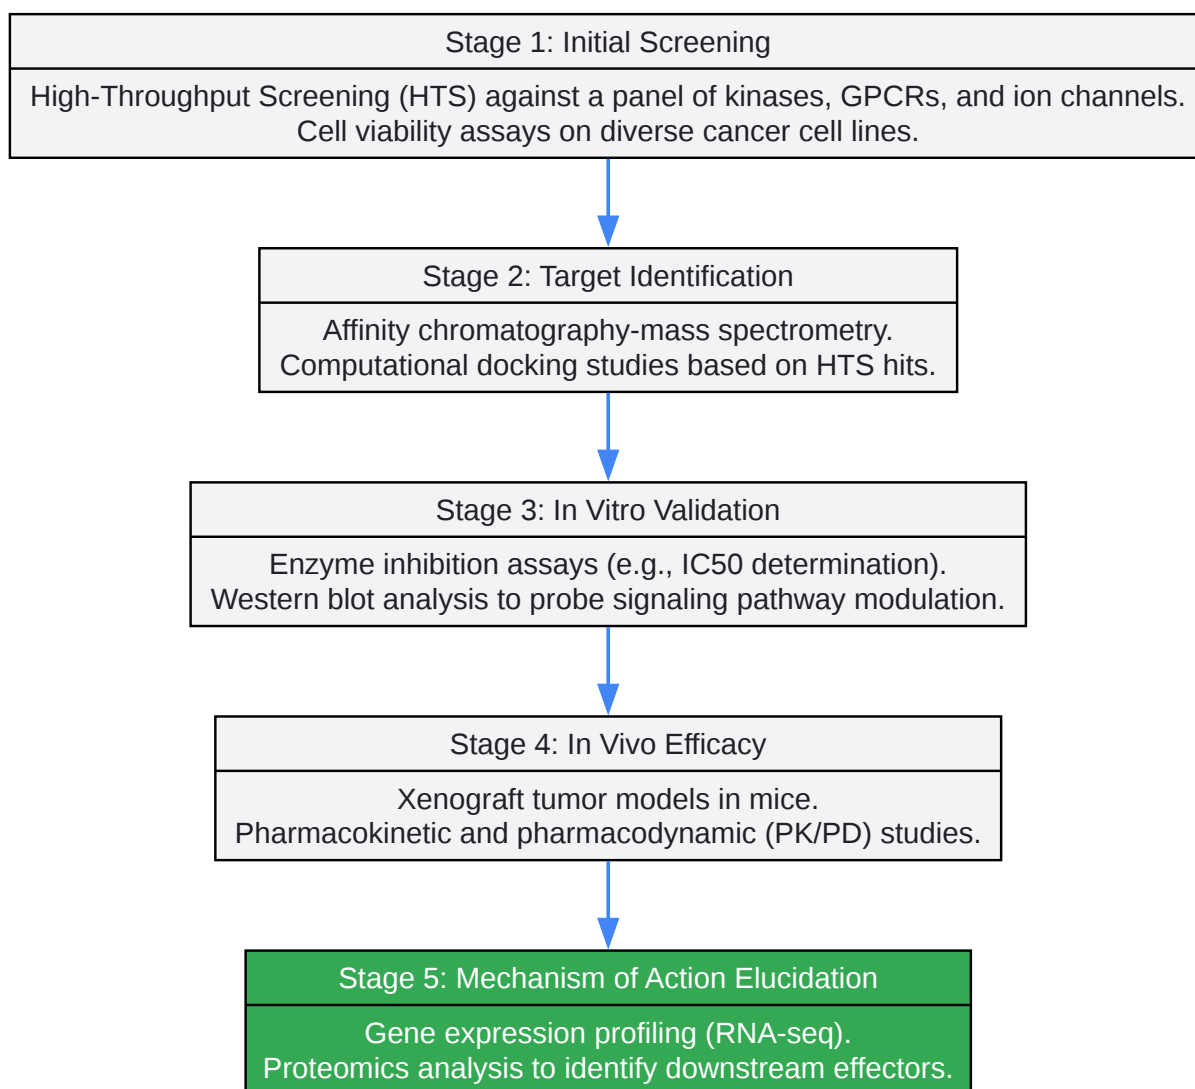 Stage 1: Initial Screening
High-Throughput Screening (HTS) against a panel of kinases, GPCRs, and ion channels.
Cell viability assays on diverse cancer cell lines.
Stage 2: Target Identification
Affinity chromatography-mass spectrometry.
Computational docking studies based on HTS hits.
Stage 3: In Vitro Validation
Enzyme inhibition assays (e.g., IC50 determination).
Western blot analysis to probe signaling pathway modulation.
Stage 4: In Vivo Efficacy
Xenograft tumor models in mice.
Pharmacokinetic and pharmacodynamic (PK/PD) studies.
Stage 5: Mechanism of Action Elucidation
Gene expression profiling (RNA-seq).
Proteomics analysis to identify downstream effectors.